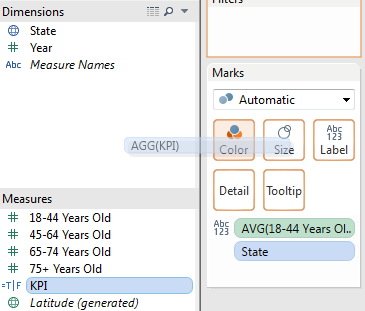 Dimensions
State
Year
Abc Measure Names
AGG(KPI)
Measures
18-44 Years Old
45-64 Years Old
65-74 Years Old
75+ Years Old
=T|F KPI
Latitude (generated)
Filters
Marks
Automatic
Color
Size
Abc
123
Label
Detail
Tooltip
Abc
123
AVG(18-44 Years Ol..
State